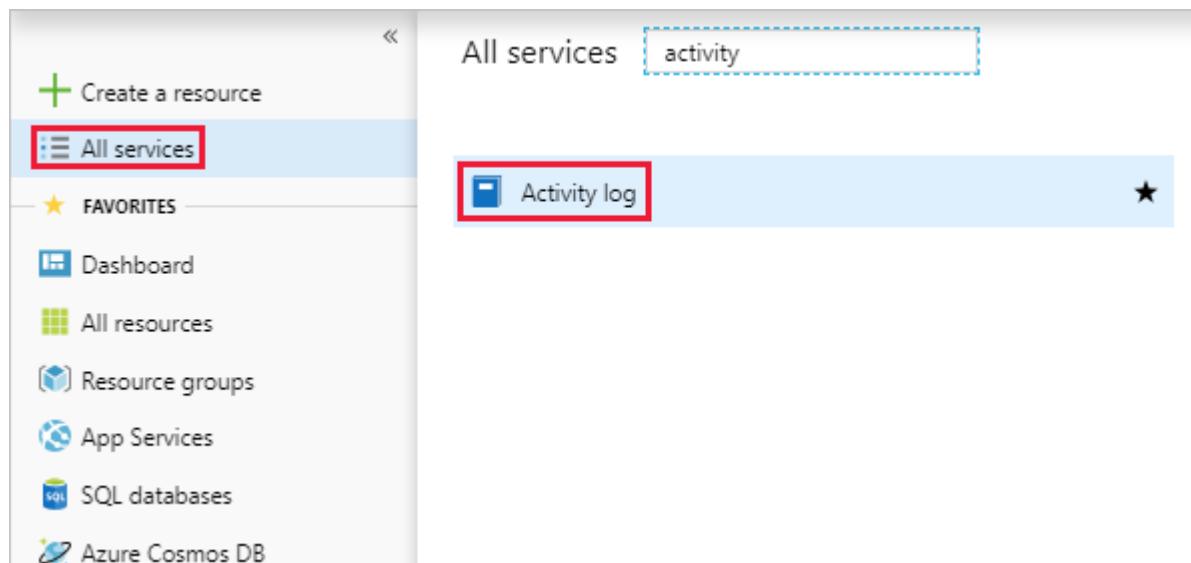 «
Create a resource
All services
FAVORITES
Dashboard
All resources
Resource groups
App Services
SQL
SQL databases
Azure Cosmos DB
All services
activity
Activity log